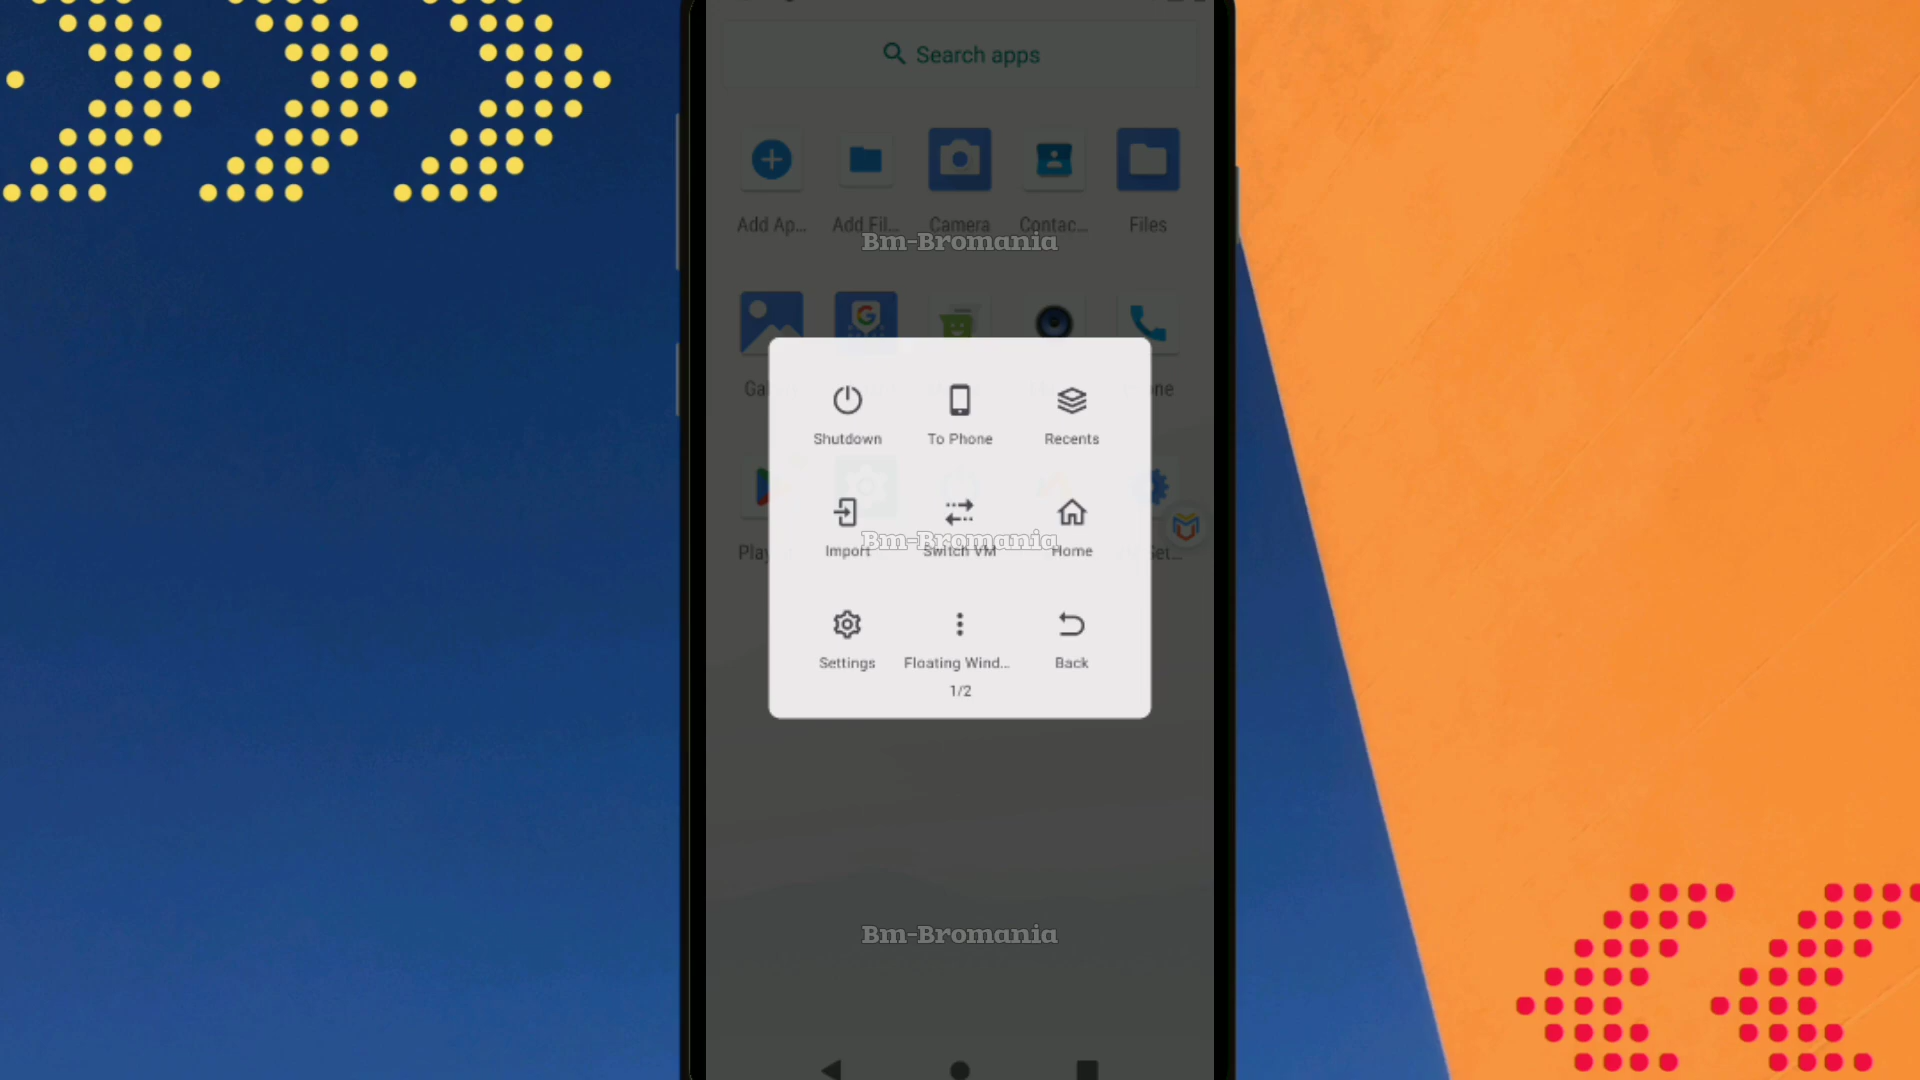 Search apps
Add Ap... Add Fil... Camera Contac... Files
Bm-Bromania
Shutdown To Phone Recents
Import Switch VM Home
Bm-Bromania
Settings Floating Wind... Back
1/2
Bm-Bromania